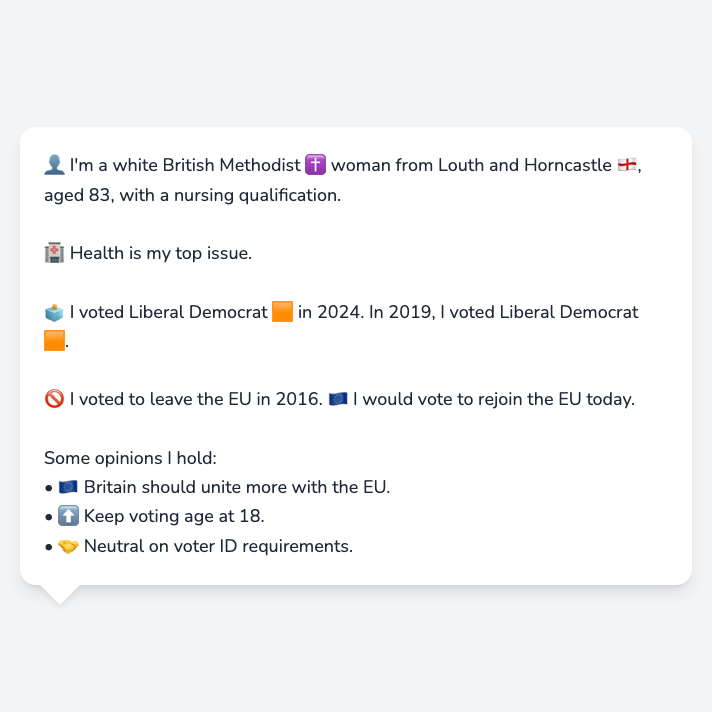 👤 I'm a white British Methodist ✝️ woman from Louth and Horncastle 🏴󠁧󠁢󠁥󠁮󠁧󠁿,
aged 83, with a nursing qualification.
🏥 Health is my top issue.
🗳️ I voted Liberal Democrat 🟧 in 2024. In 2019, I voted Liberal Democrat
🟧.
🚫 I voted to leave the EU in 2016. 🇪🇺 I would vote to rejoin the EU today.
Some opinions I hold:
• 🇪🇺 Britain should unite more with the EU.
• ⬆️ Keep voting age at 18.
• 🤝 Neutral on voter ID requirements.